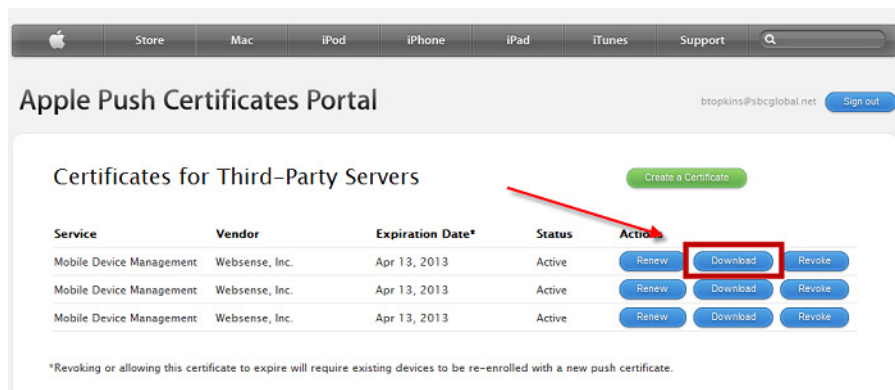 Store Mac iPod iPhone iPad iTunes Support
Apple Push Certificates Portal
btopkins@sbcglobal.net Sign out
Certificates for Third-Party Servers
Create a Certificate
Service Vendor Expiration Date* Status Actions
Mobile Device Management Websense, Inc. Apr 13, 2013 Active Renew Download Revoke
Mobile Device Management Websense, Inc. Apr 13, 2013 Active Renew Download Revoke
Mobile Device Management Websense, Inc. Apr 13, 2013 Active Renew Download Revoke
*Revoking or allowing this certificate to expire will require existing devices to be re-enrolled with a new push certificate.